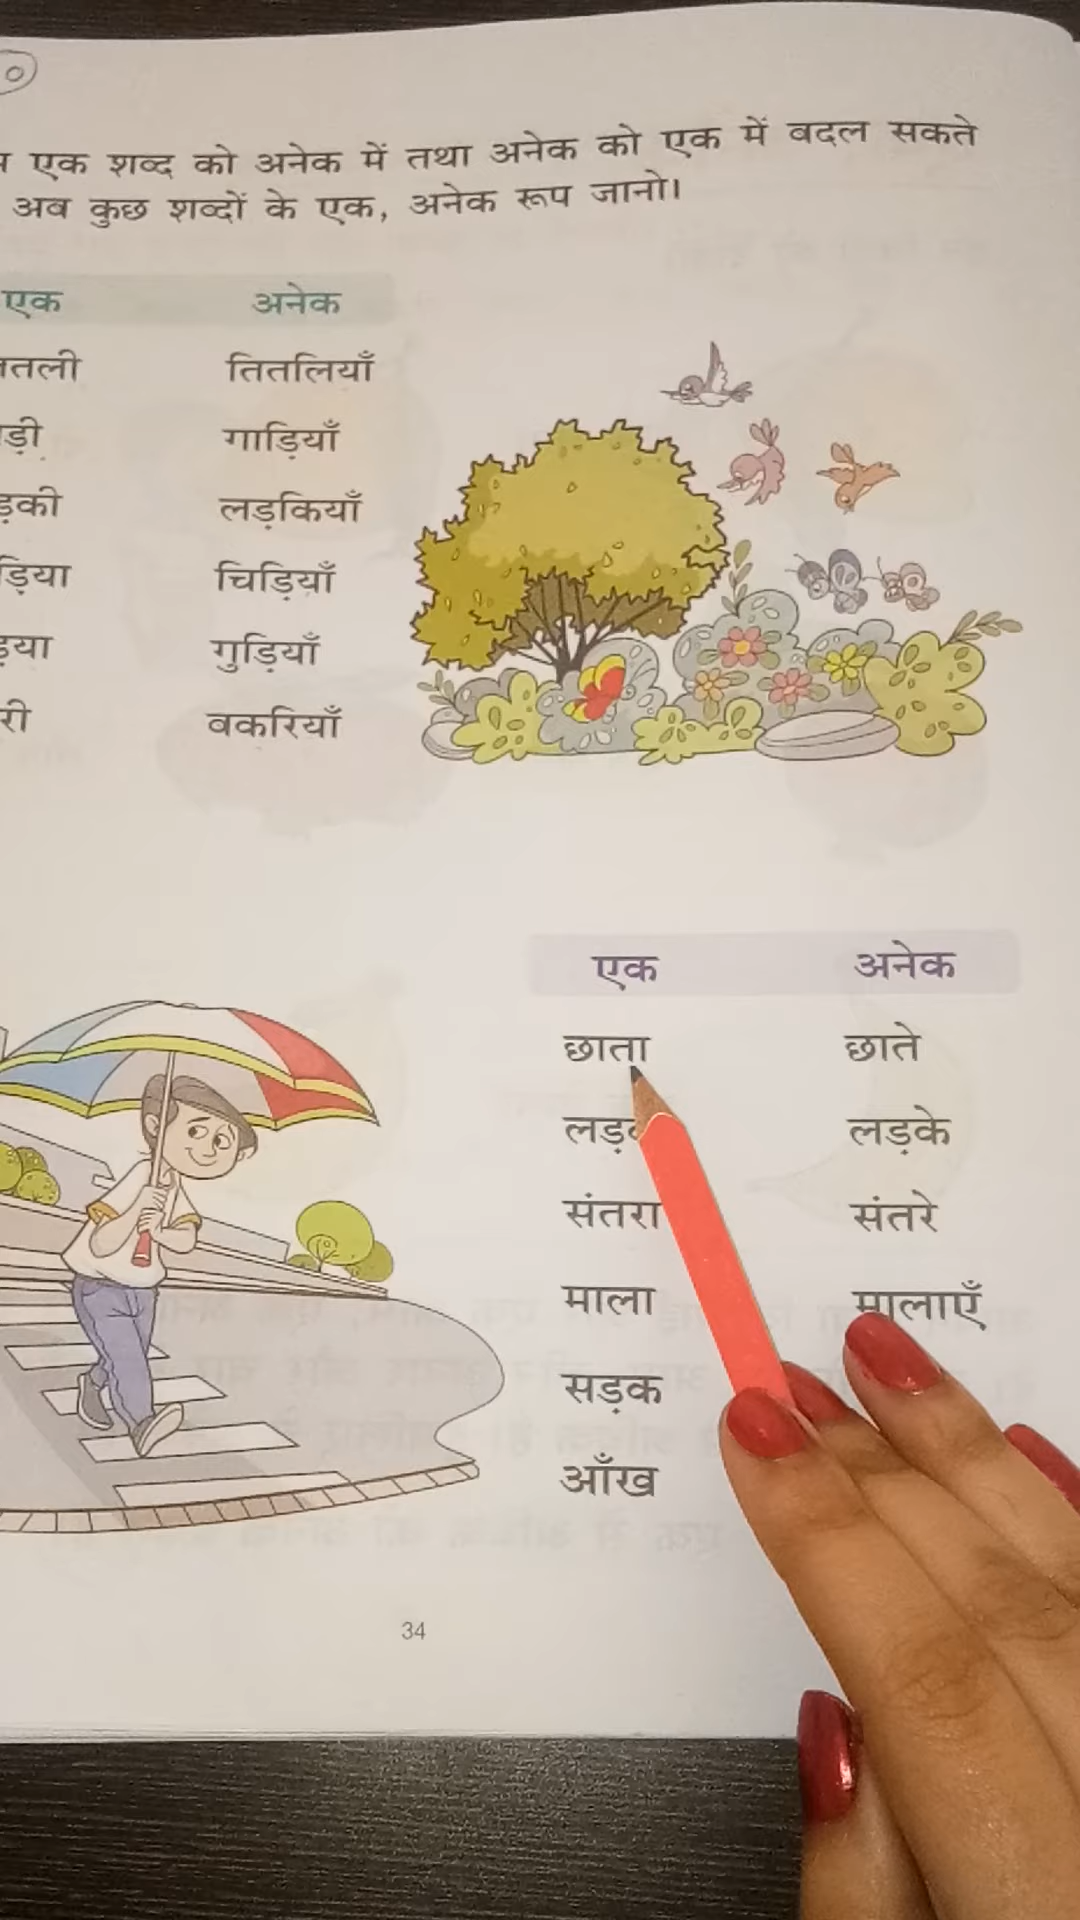 एक शब्द को अनेक में तथा अनेक को एक में बदल सकते
अब कुछ शब्दों के एक, अनेक रूप जानो।
एक अनेक
तितलियाँ
गाड़ियाँ
लड़कियाँ
चिड़ियाँ
गुड़ियाँ
बकरियाँ
एक अनेक
छाता छाते
लड़के
संतरा संतरे
माला मालाएँ
सड़क
आँख
34